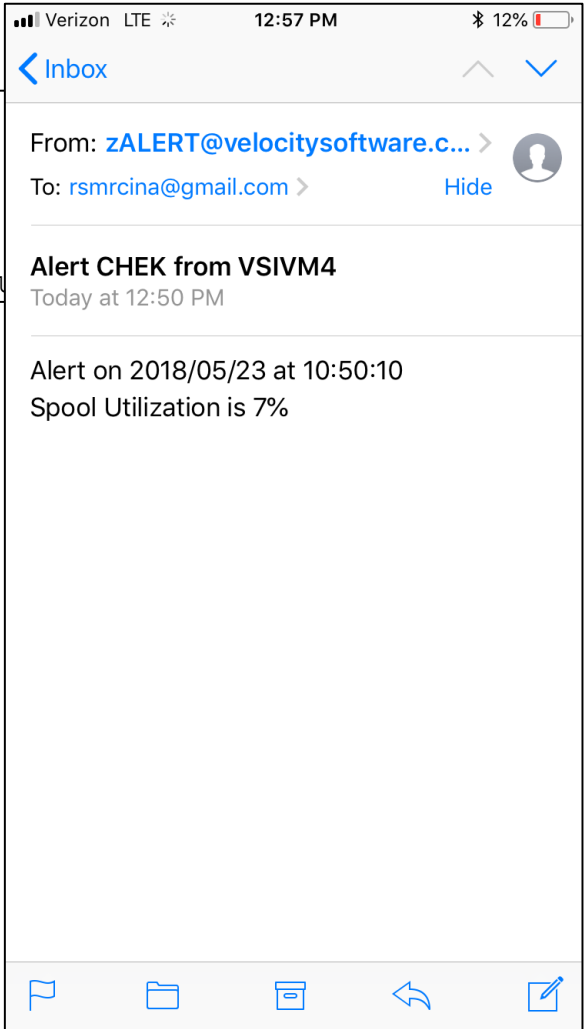 Verizon LTE 12:57 PM 12%
Inbox
From: zALERT@velocitysoftware.c...
To: rsmrcina@gmail.com Hide
Alert CHEK from VSIVM4
Today at 12:50 PM
Alert on 2018/05/23 at 10:50:10
Spool Utilization is 7%